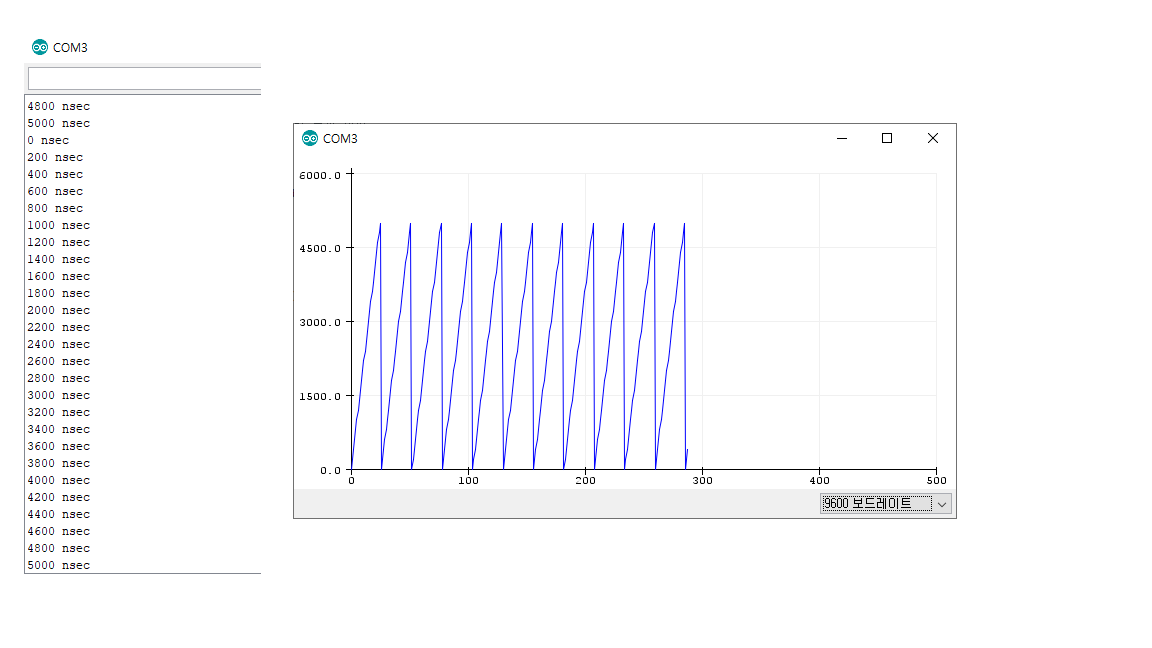 COM3
4800 nsec
5000 nsec
0 nsec
200 nsec
400 nsec
600 nsec
800 nsec
1000 nsec
1200 nsec
1400 nsec
1600 nsec
1800 nsec
2000 nsec
2200 nsec
2400 nsec
2600 nsec
2800 nsec
3000 nsec
3200 nsec
3400 nsec
3600 nsec
3800 nsec
4000 nsec
4200 nsec
4400 nsec
4600 nsec
4800 nsec
5000 nsec
COM3
6000.0
4500.0
3000.0
1500.0
0.0
0 100 200 300 400 500
9600 보드레이트